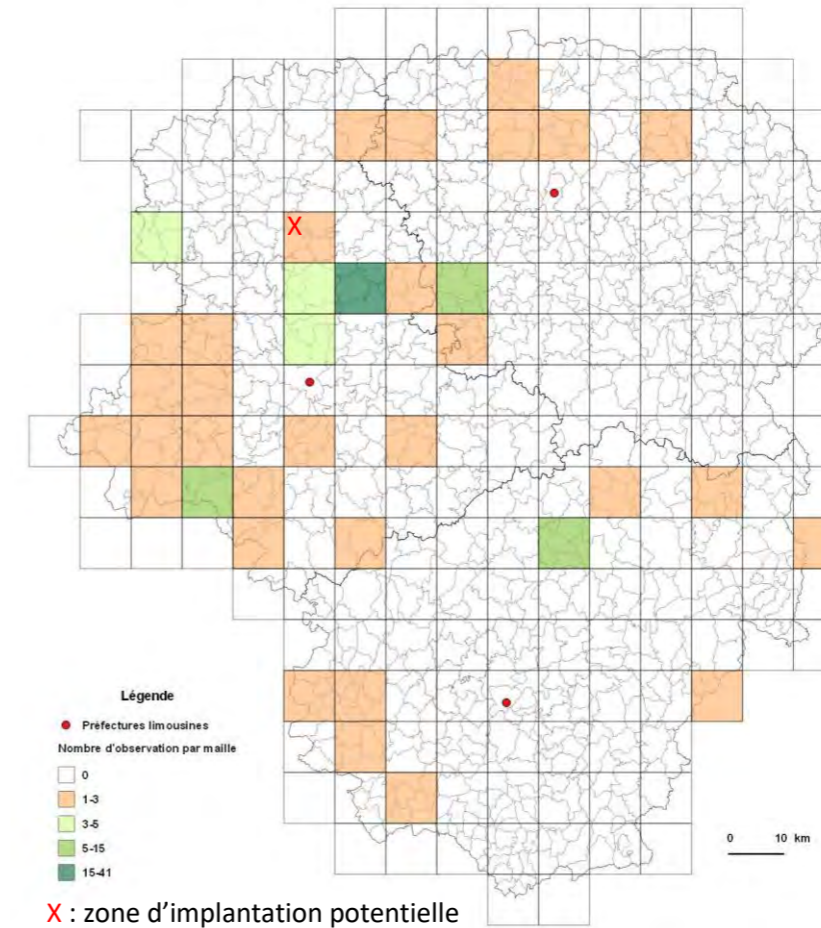 X
Légende
Préfectures limousines
Nombre d'observation par maille
0
1-3
3-5
5-15
15-41
0 10 km
X : zone d'implantation potentielle